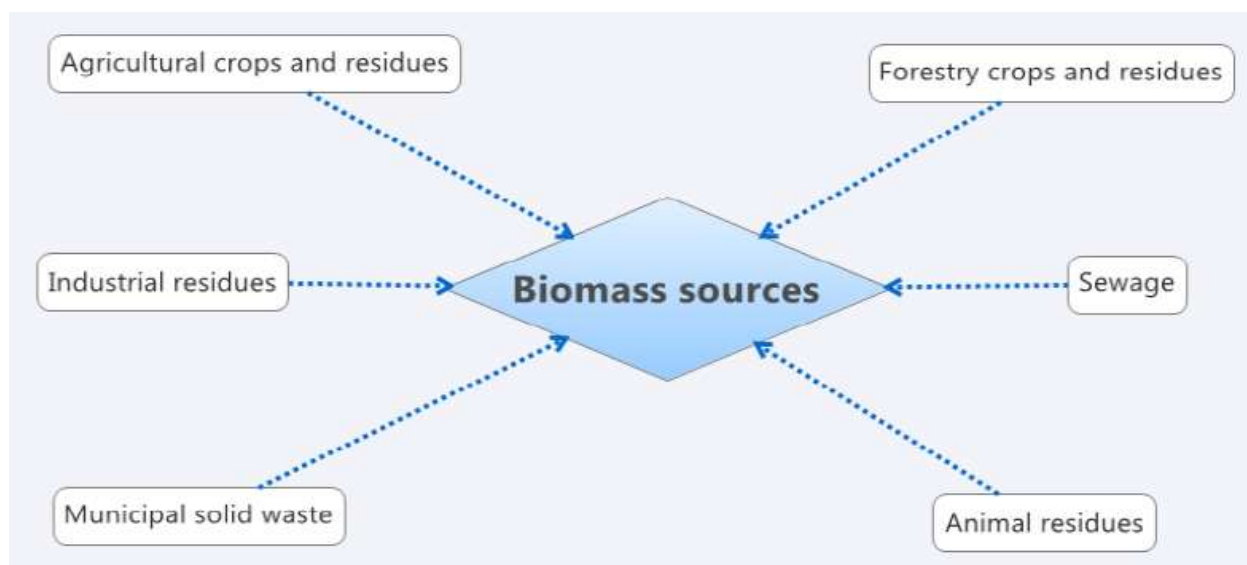 Agricultural crops and residues
Forestry crops and residues
Industrial residues
Biomass sources
Sewage
Municipal solid waste
Animal residues